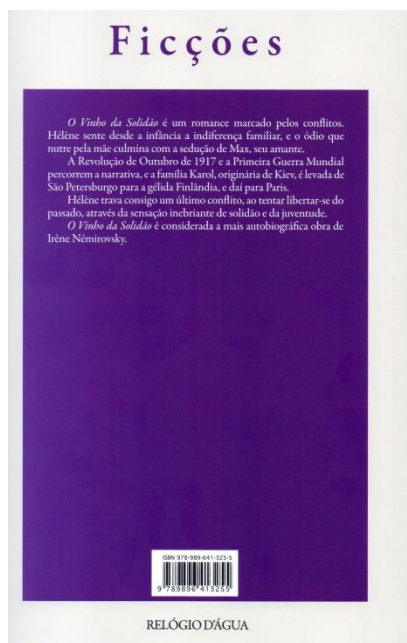 Ficções
O Vinho da Solidão é um romance marcado pelos conflitos.
Hélène sente desde a infância a indiferença familiar, e o ódio que
nutre pela mãe culmina com a sedução de Max, seu amante.
A Revolução de Outubro de 1917 e a Primeira Guerra Mundial
percorrem a narrativa, e a família Karol, originária de Kiev, é levada de
São Petersburgo para a gélida Finlândia, e daí para Paris.
Hélène trava consigo um último conflito, ao tentar libertar-se do
passado, através da sensação inebriante de solidão e da juventude.
O Vinho da Solidão é considerada a mais autobiográfica obra de
Irène Némirovsky.
ISBN 978-989-641-325-5
9 789896 413255
RELÓGIO D'ÁGUA